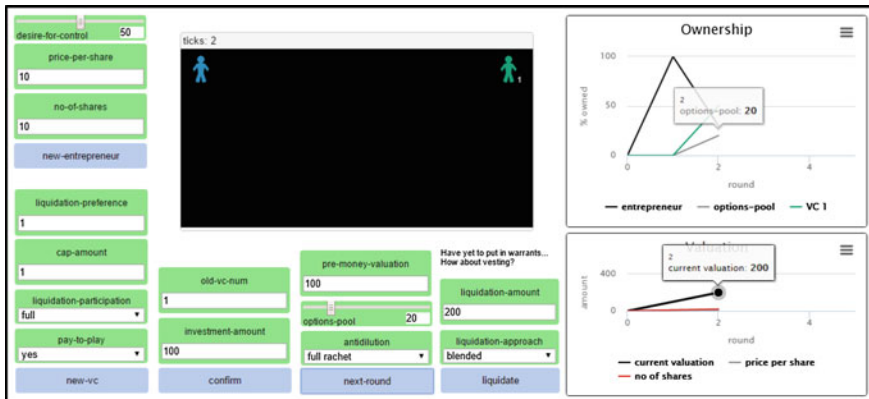 desire-for-control 50
price-per-share
10
no-of-shares
10
new-entrepreneur
liquidation-preference
1
cap-amount
1
liquidation-participation
full
pay-to-play
yes
new-vc
ticks: 2
1
old-vc-num
1
investment-amount
100
confirm
pre-money-valuation
100
options-pool 20
antidilution
full rachet
next-round
Have yet to put in warrants...
How about vesting?
liquidation-amount
200
liquidation-approach
blended
liquidate
Ownership
% owned
100
50
0
2
options-pool: 20
0 2 4
round
entrepreneur options-pool VC 1
Valuation
amount
400
0
2
current valuation: 200
0 2 4
round
current valuation price per share
no of shares